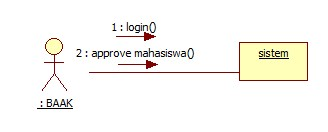 1 : login()
2 : approve mahasiswa()
sistem
: BAAK